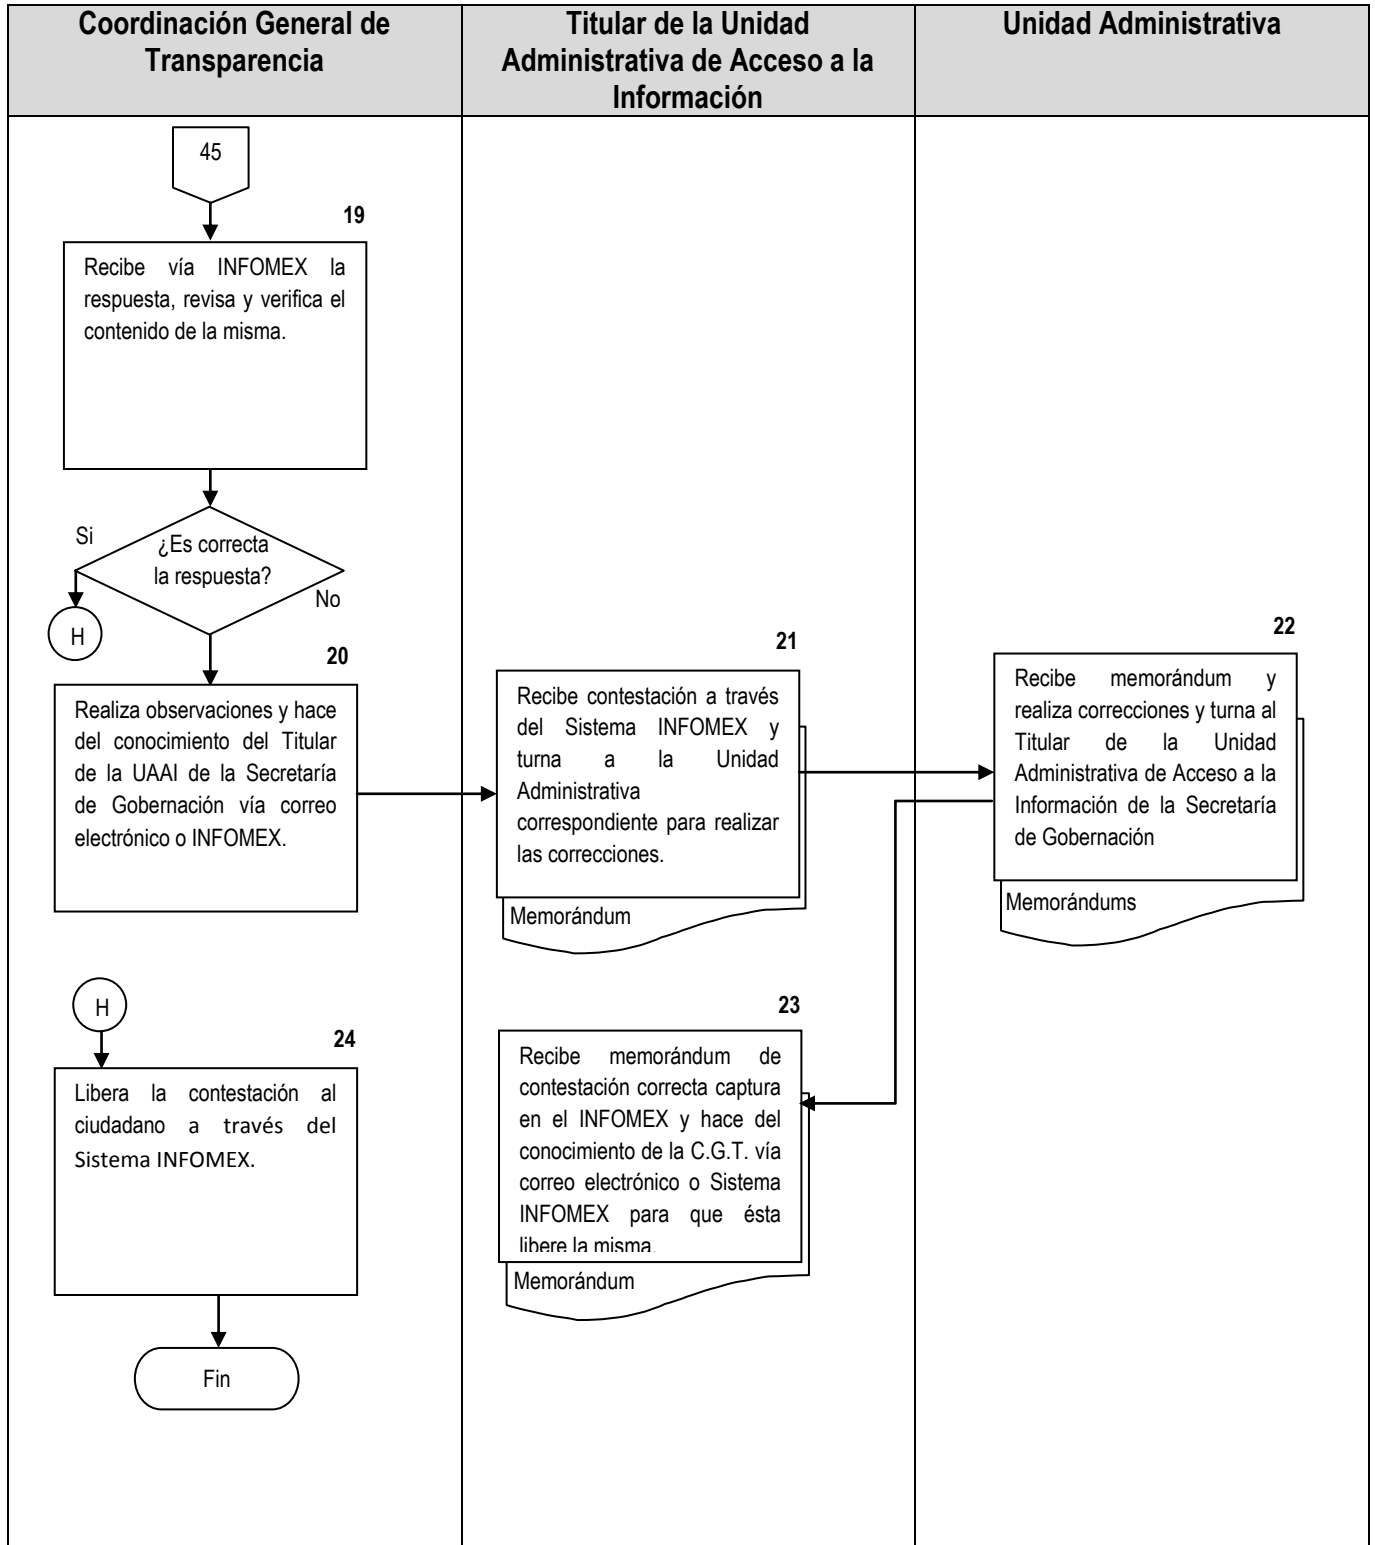 Coordinación General de
Transparencia
Titular de la Unidad
Administrativa de Acceso a la
Información
Unidad Administrativa
45
19
Recibe vía INFOMEX la
respuesta, revisa y verifica el
contenido de la misma.
Si
¿Es correcta
la respuesta?
No
H
20
Realiza observaciones y hace
del conocimiento del Titular
de la UAAI de la Secretaría
de Gobernación vía correo
electrónico o INFOMEX.
21
Recibe contestación a través
del Sistema INFOMEX y
turna a la Unidad
Administrativa
correspondiente para realizar
las correcciones.
Memorándum
22
Recibe memorándum y
realiza correcciones y turna al
Titular de la Unidad
Administrativa de Acceso a la
Información de la Secretaría
de Gobernación
Memorándums
23
Recibe memorándum de
contestación correcta captura
en el INFOMEX y hace del
conocimiento de la C.G.T. vía
correo electrónico o Sistema
INFOMEX para que ésta
libere la misma.
Memorándum
H
24
Libera la contestación al
ciudadano a través del
Sistema INFOMEX.
Fin